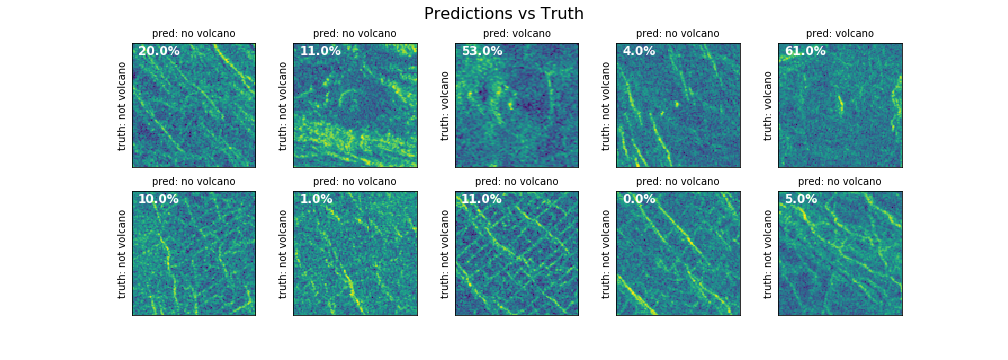 Predictions vs Truth
pred: no volcano
pred: no volcano
pred: volcano
pred: no volcano
pred: volcano
20.0%
11.0%
53.0%
4.0%
61.0%
truth: not volcano
truth: not volcano
truth: volcano
truth: not volcano
truth: volcano
pred: no volcano
pred: no volcano
pred: no volcano
pred: no volcano
pred: no volcano
10.0%
1.0%
11.0%
0.0%
5.0%
truth: not volcano
truth: not volcano
truth: not volcano
truth: not volcano
truth: not volcano